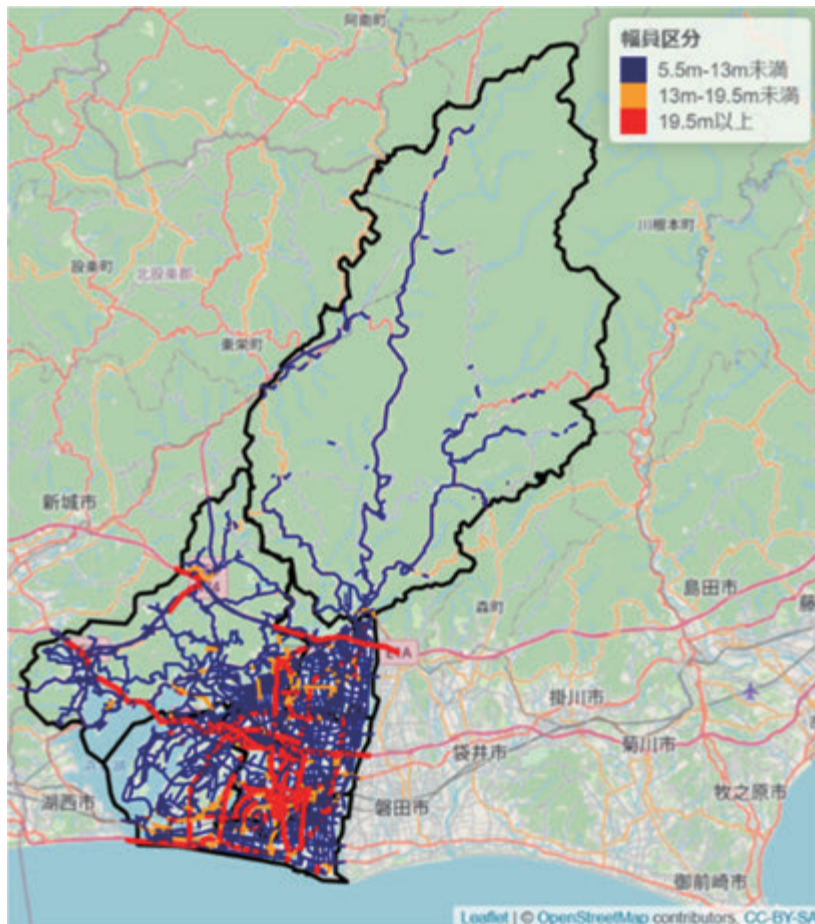 阿南町
幅員区分
5.5m-13m未満
13m-19.5m未満
19.5m以上
川根本町
設楽町
北設楽郡
東栄町
新城市
島田市
森町
掛川市
袋井市
菊川市
湖西市
磐田市
牧之原市
御前崎市
Leaflet | © OpenStreetMap contributors, CC-BY-SA